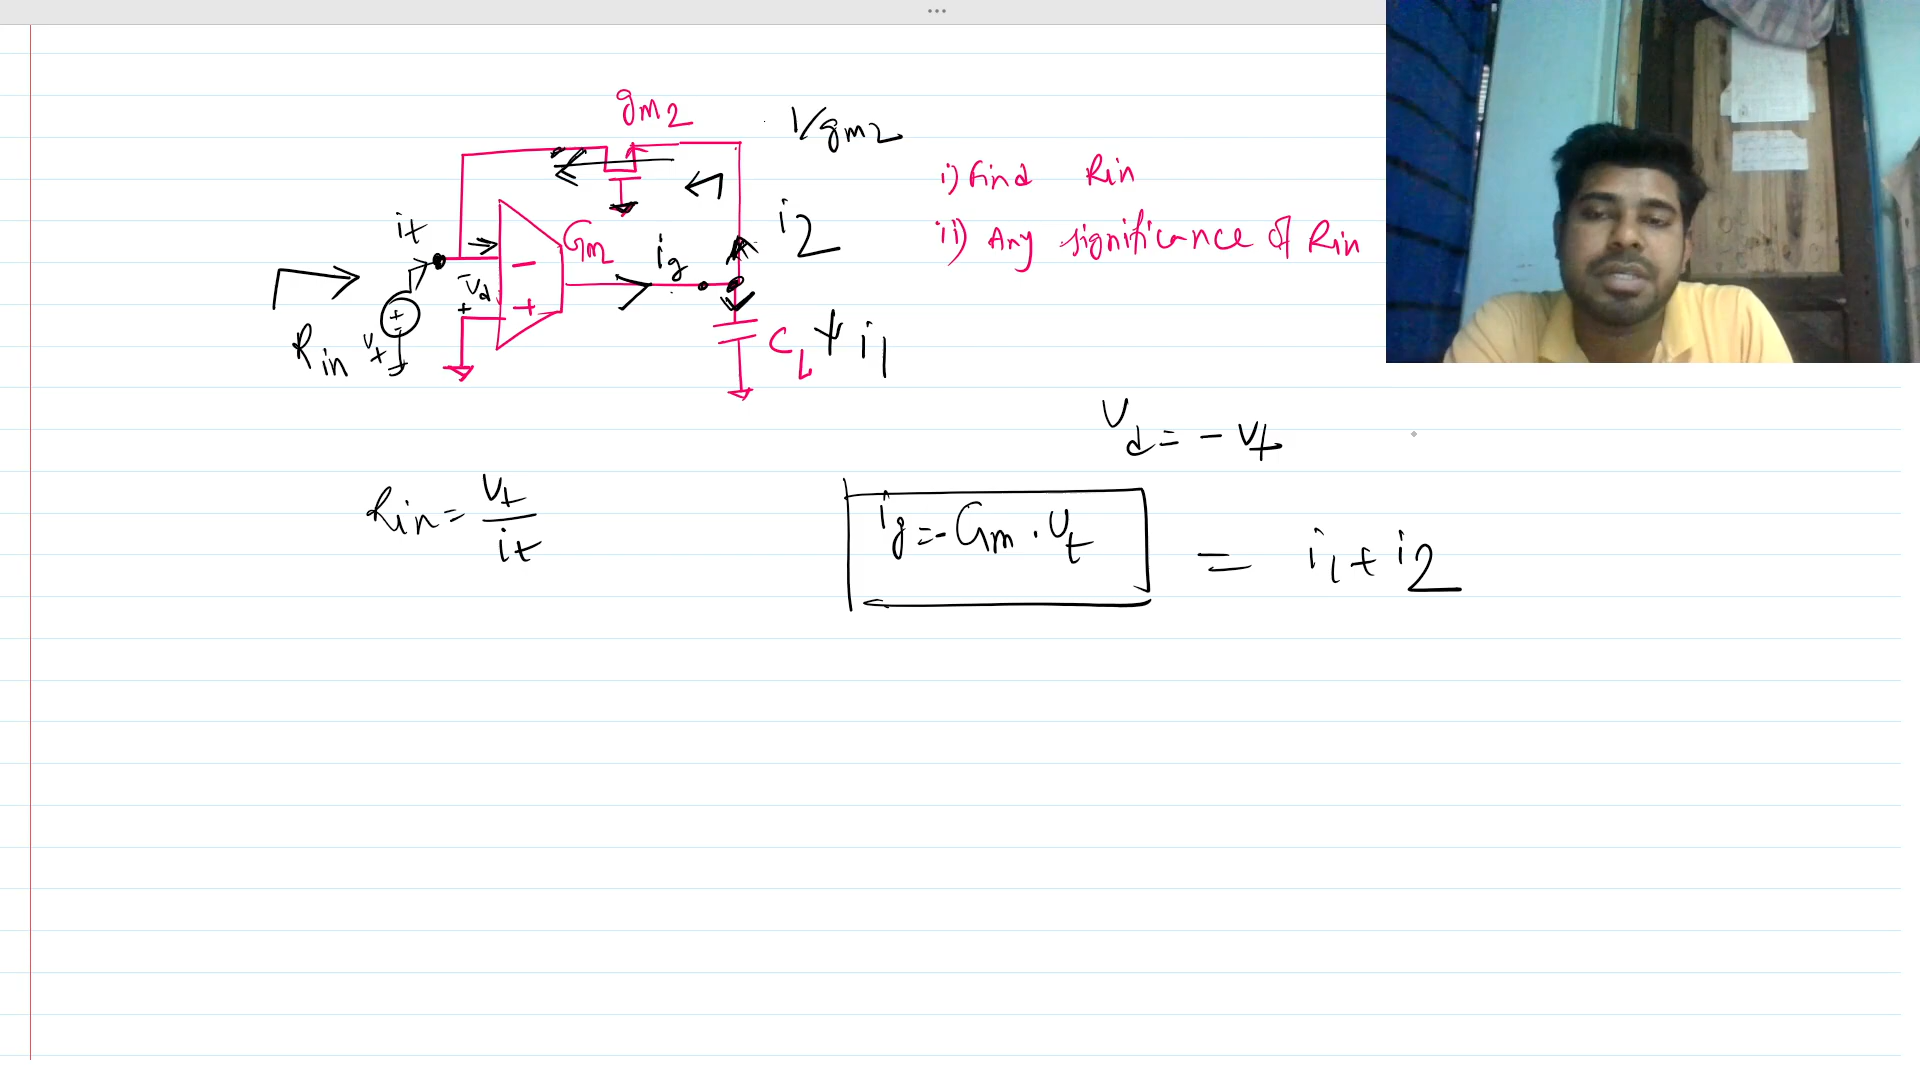 gm2
1/gm2
i) Find Rin
ii) Any significance of Rin
it
i2
Gm
ig
- Vd +
- +
+ -
Vt
Rin
CL
i1
Vd = - Vt
Rin = Vt / it
ig = - Gm . Vt = i1 + i2